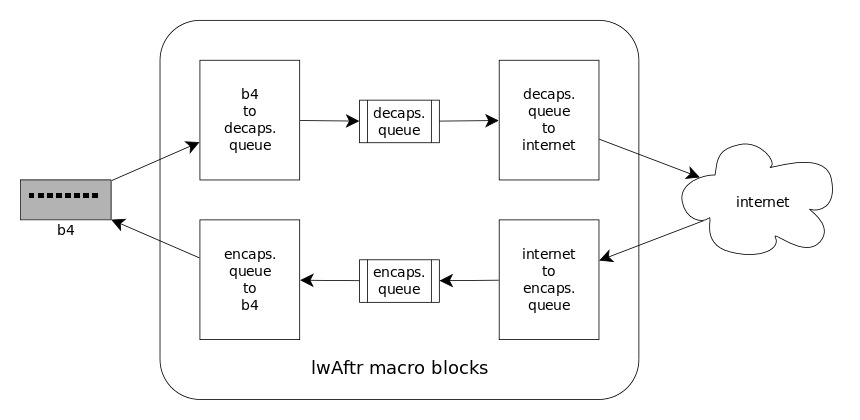 b4
to
decaps.
queue
decaps.
queue
decaps.
queue
to
internet
b4
internet
encaps.
queue
to
b4
encaps.
queue
internet
to
encaps.
queue
lwAftr macro blocks